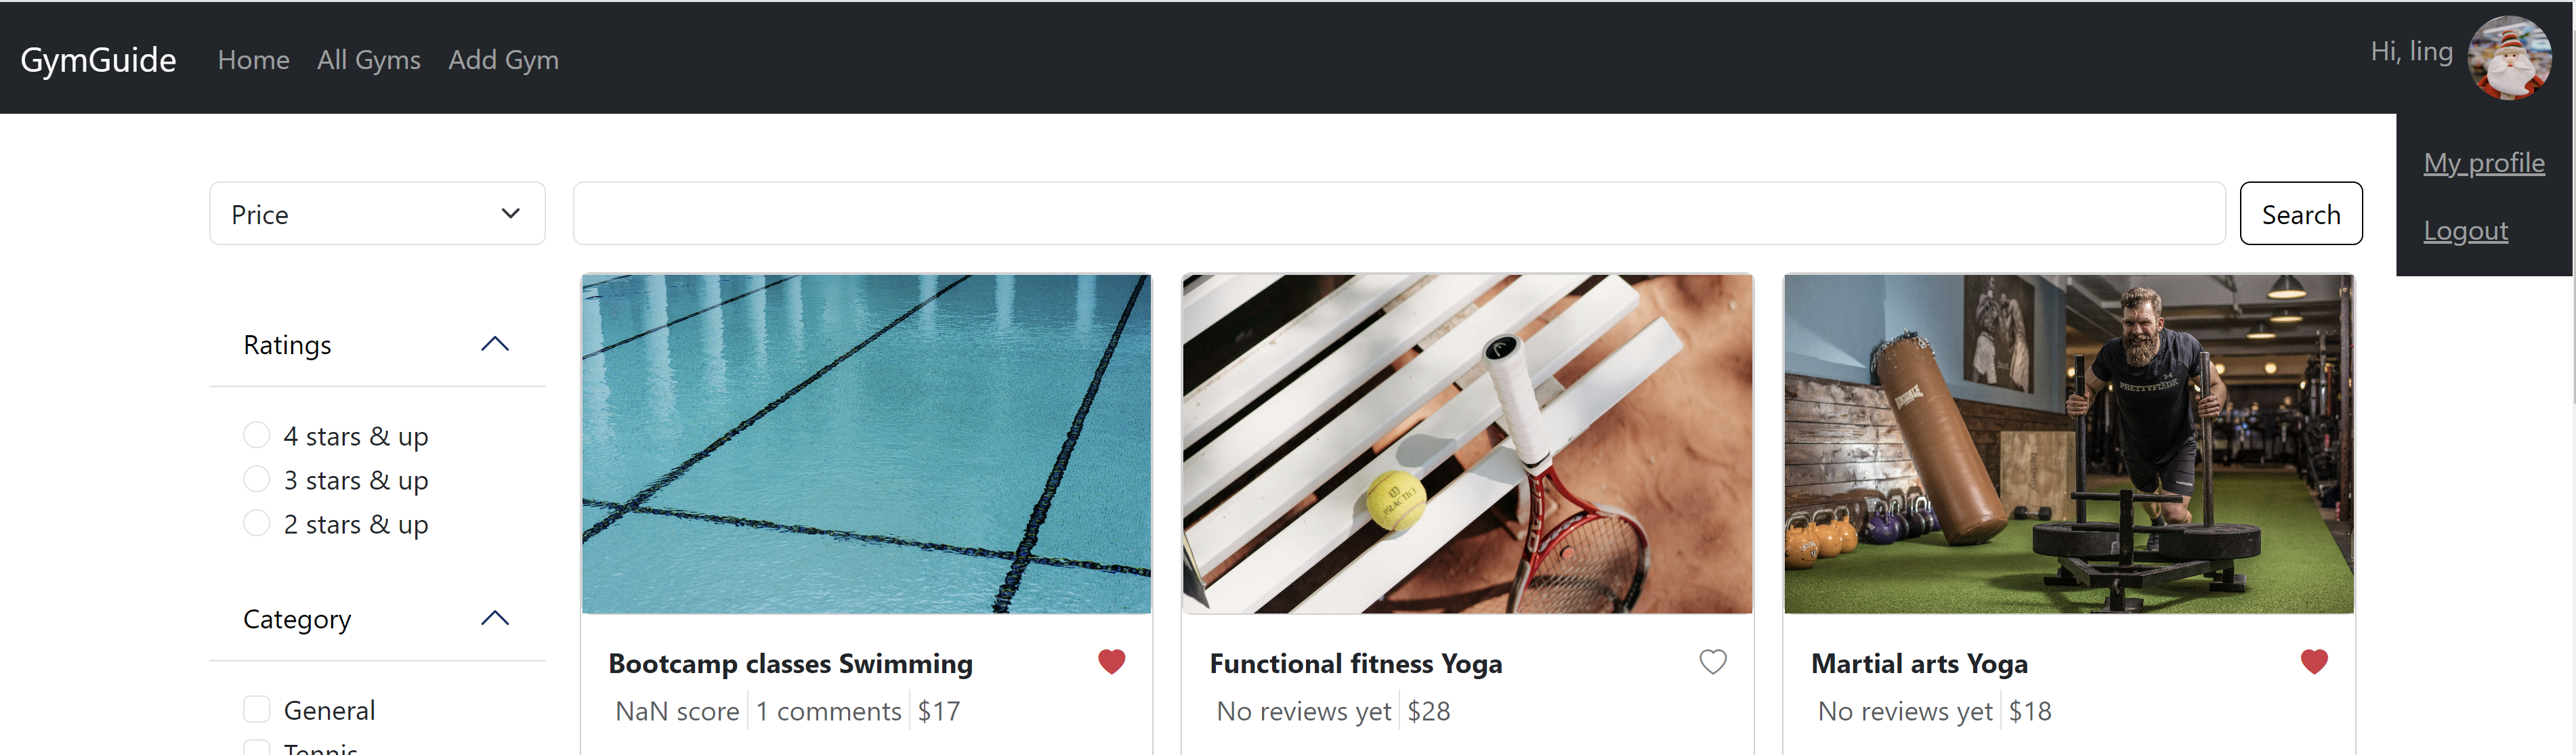 GymGuide Home All Gyms Add Gym Hi, ling
My profile
Logout
Price Search
Ratings
4 stars & up
3 stars & up
2 stars & up
Category
General
Tennis
PRACTICE
PRETTYFIXDK
Bootcamp classes Swimming
NaN score 1 comments $17
Functional fitness Yoga
No reviews yet $28
Martial arts Yoga
No reviews yet $18